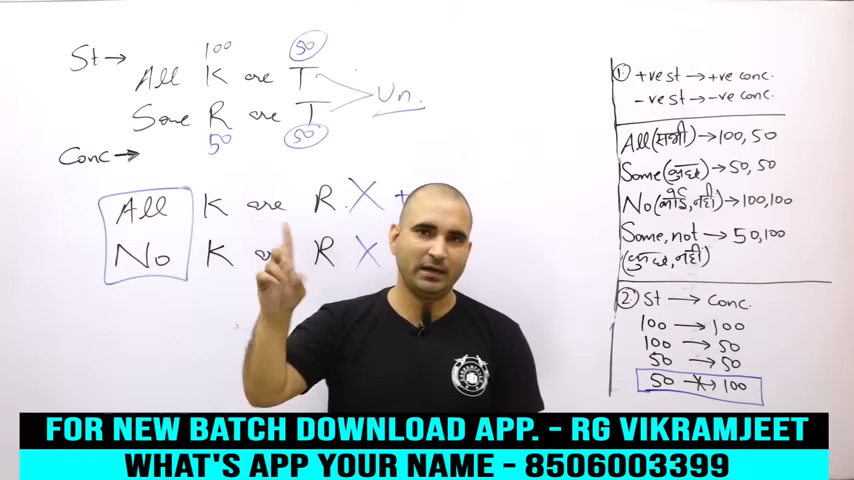 St→
100 50
All K are T
Some R are T
50 50
Un.
Conc→
All K are R. X +
No K a R X
1. +ve st → +ve conc.
-ve st → -ve conc.
All (सभी) → 100, 50
Some (कुछ) → 50, 50
No (कोई, नहीं) → 100, 100
Some, not → 50, 100
(कुछ, नहीं)
2. St → Conc.
100 → 100
100 → 50
50 → 50
50 -X-> 100
FOR NEW BATCH DOWNLOAD APP. - RG VIKRAMJEET
WHAT'S APP YOUR NAME - 8506003399